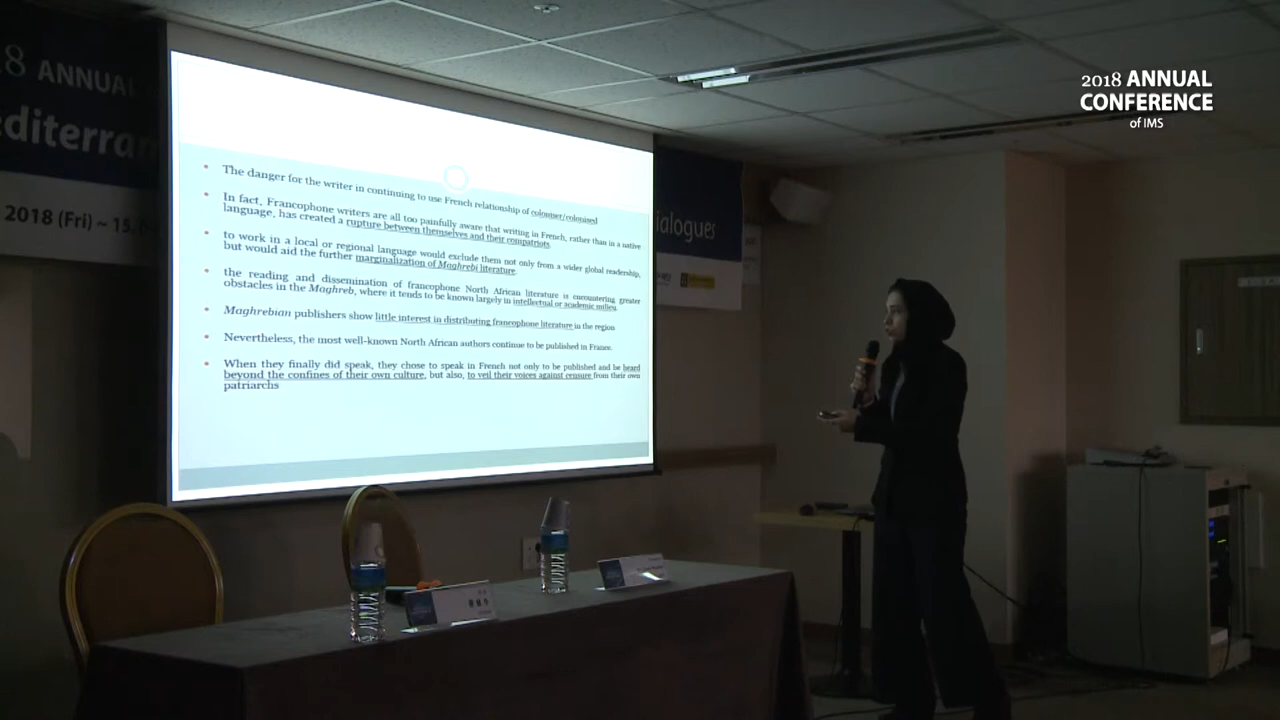 2018 ANNUAL
CONFERENCE
of IMS
8 ANNUAL
editerran
2018 (Fri) ~ 15.
ialogues
• The danger for the writer in continuing to use French relationship of coloniser/colonised
• In fact, Francophone writers are all too painfully aware that writing in French, rather than in a native
language, has created a rupture between themselves and their compatriots.
• to work in a local or regional language would exclude them not only from a wider global readership,
but would aid the further marginalization of Maghrebi literature.
• the reading and dissemination of francophone North African literature is encountering greater
obstacles in the Maghreb, where it tends to be known largely in intellectual or academic milieu.
• Maghrebian publishers show little interest in distributing francophone literature in the region
• Nevertheless, the most well-known North African authors continue to be published in France.
• When they finally did speak, they chose to speak in French not only to be published and be heard
beyond the confines of their own culture, but also, to veil their voices against censure from their own
patriarchs